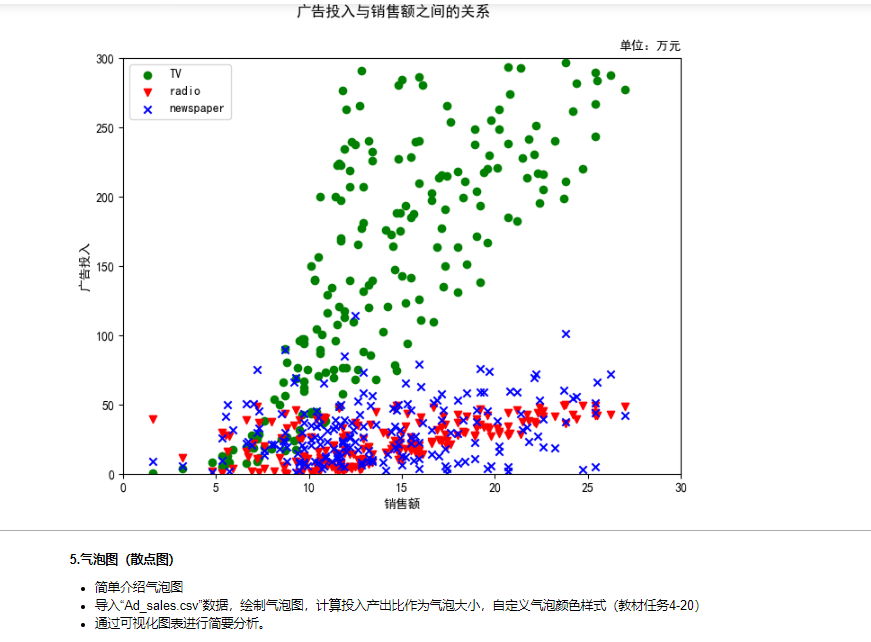 广告投入与销售额之间的关系
单位：万元
300
TV
radio
newspaper
250
200
150
广告投入
100
50
0
0 5 10 15 20 25 30
销售额
5.气泡图（散点图)
简单介绍气泡图
导入“Ad_sales.csv”数据，绘制气泡图，计算投入产出比作为气泡大小，自定义气泡颜色样式（教材任务4-20）
通过可视化图表进行简要分析。